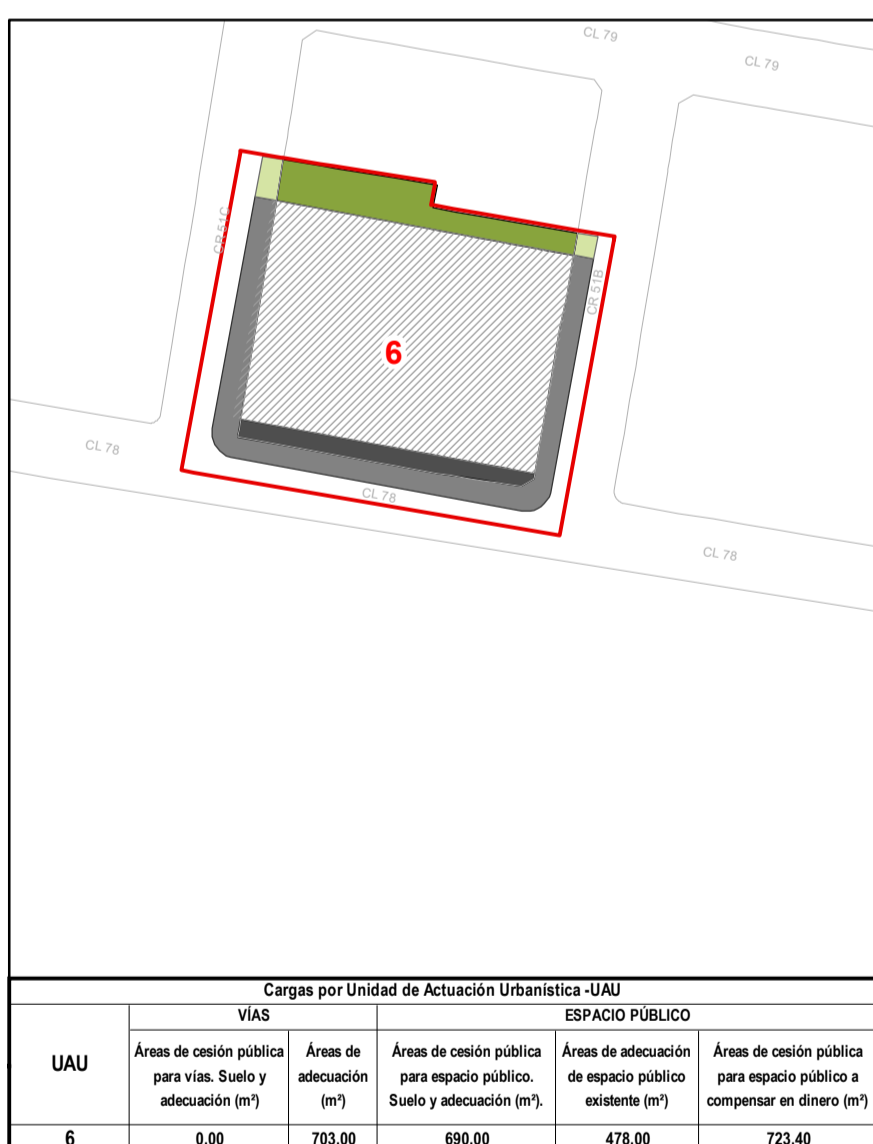 CL 79
CL 79
CR 51C
CR 51B
6
CL 78
CL 78
CL 78
Cargas por Unidad de Actuación Urbanística -UAU
UAU
VÍAS
ESPACIO PÚBLICO
Áreas de cesión pública
para vías. Suelo y
adecuación (m²)
Áreas de
adecuación
(m²)
Áreas de cesión pública
para espacio público.
Suelo y adecuación (m²).
Áreas de adecuación
de espacio público
existente (m²)
Áreas de cesión pública
para espacio público a
compensar en dinero (m²)
6 0.00 703.00 690.00 478.00 723.40